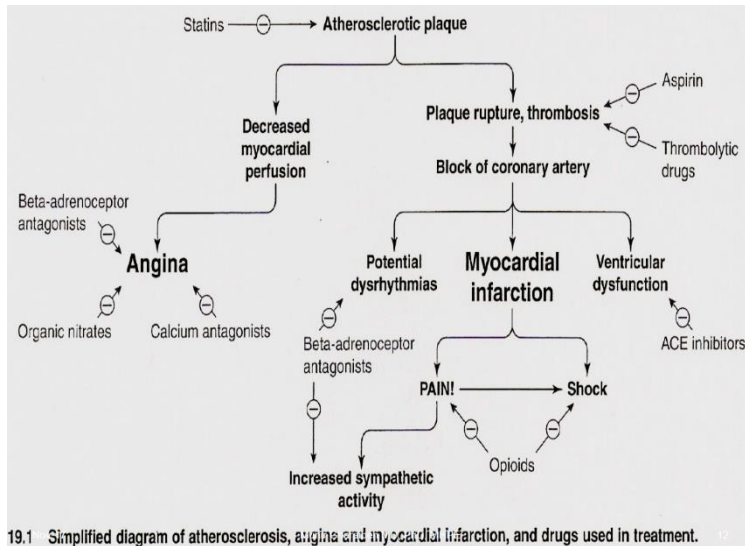 Statins
Atherosclerotic plaque
Decreased
myocardial
perfusion
Plaque rupture, thrombosis
Aspirin
Thrombolytic
drugs
Block of coronary artery
Beta-adrenoceptor
antagonists
Angina
Organic nitrates
Calcium antagonists
Potential
dysrhythmias
Myocardial
infarction
Ventricular
dysfunction
Beta-adrenoceptor
antagonists
ACE inhibitors
PAIN!
Shock
Opioids
Increased sympathetic
activity
19.1 Simplified diagram of atherosclerosis, angina and myocardial infarction, and drugs used in treatment.
12